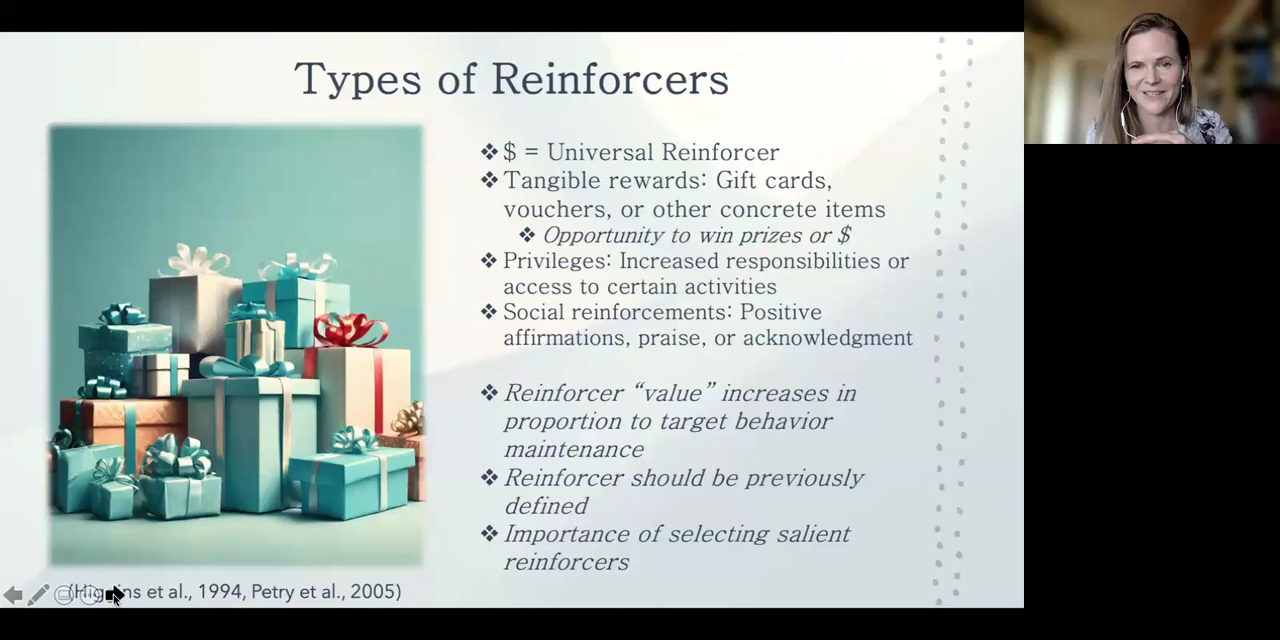 Types of Reinforcers
❖ $ = Universal Reinforcer
❖ Tangible rewards: Gift cards,
vouchers, or other concrete items
❖ Opportunity to win prizes or $
❖ Privileges: Increased responsibilities or
access to certain activities
❖ Social reinforcements: Positive
affirmations, praise, or acknowledgment
❖ Reinforcer “value” increases in
proportion to target behavior
maintenance
❖ Reinforcer should be previously
defined
❖ Importance of selecting salient
reinforcers
(Higgins et al., 1994, Petry et al., 2005)